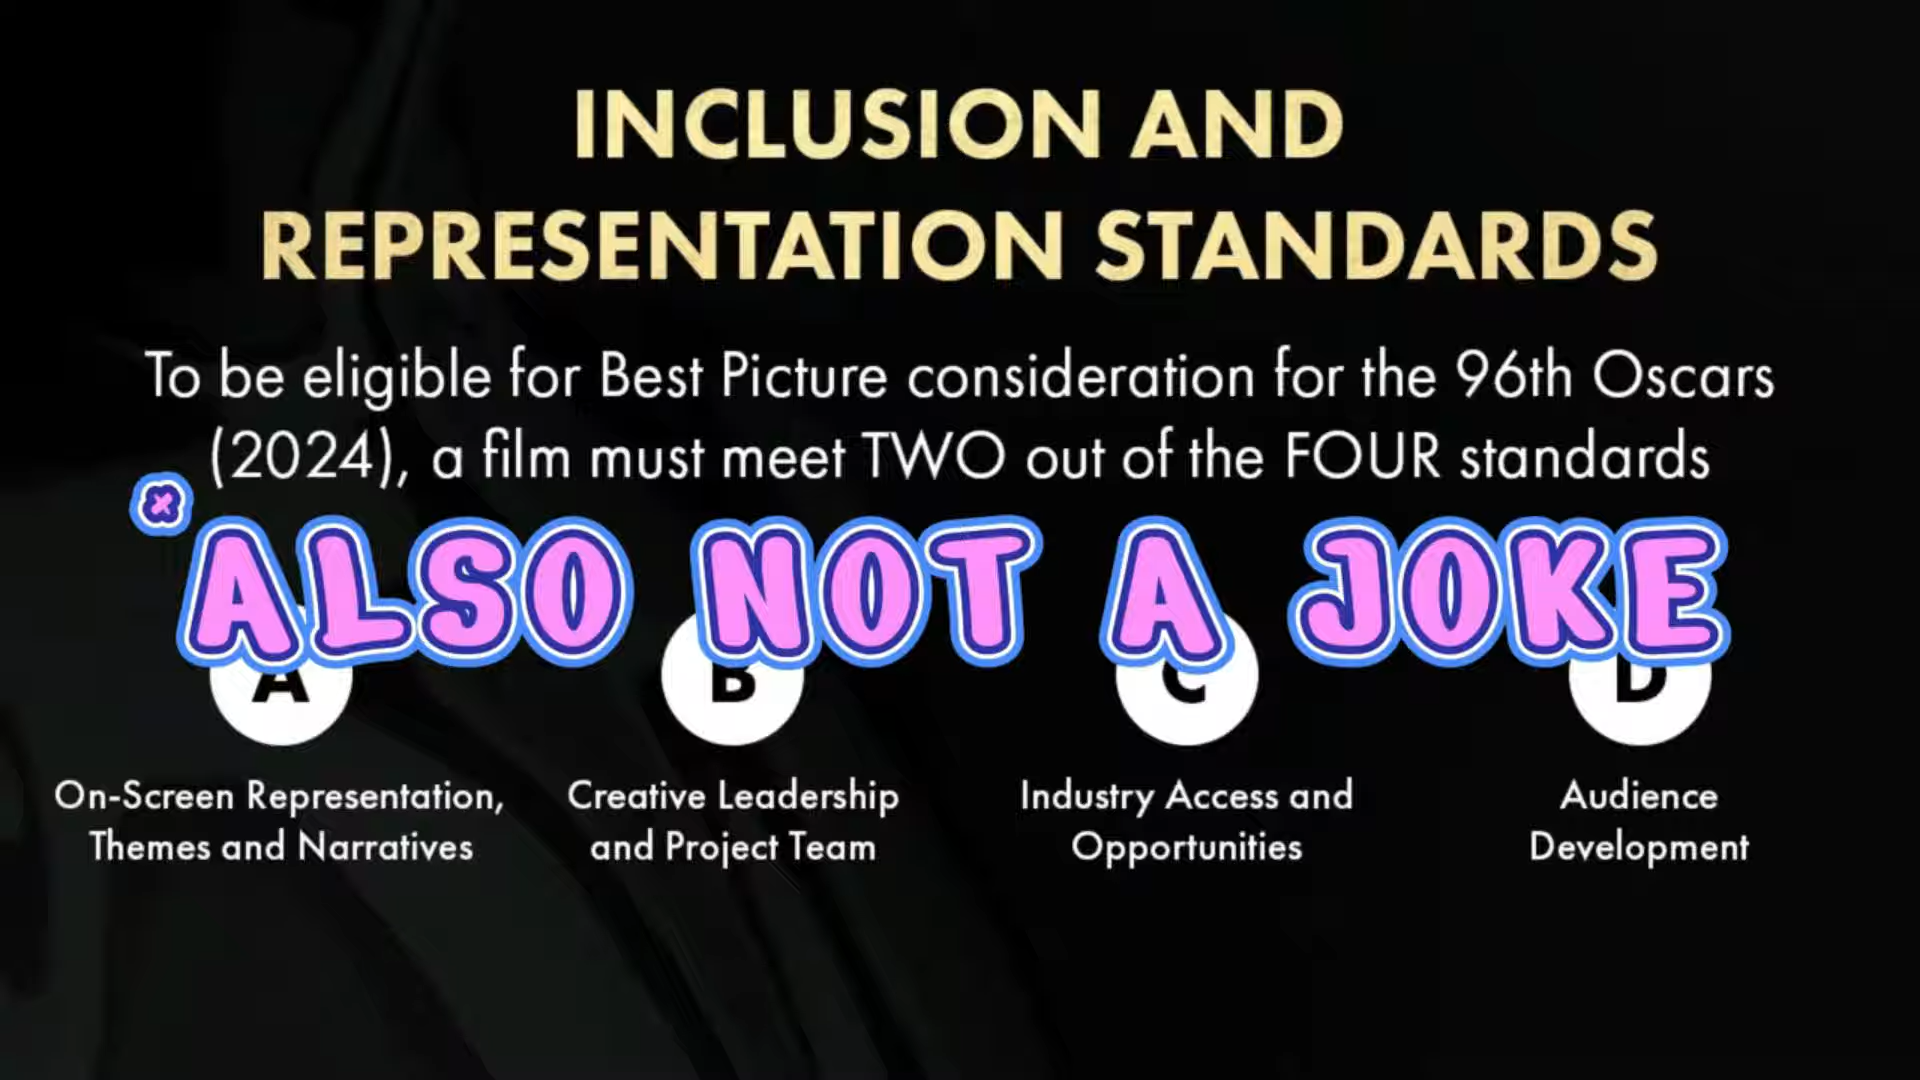 INCLUSION AND
REPRESENTATION STANDARDS
To be eligible for Best Picture consideration for the 96th Oscars
(2024), a film must meet TWO out of the FOUR standards
*ALSO NOT A JOKE
A B C D
On-Screen Representation, Creative Leadership Industry Access and Audience
Themes and Narratives and Project Team Opportunities Development